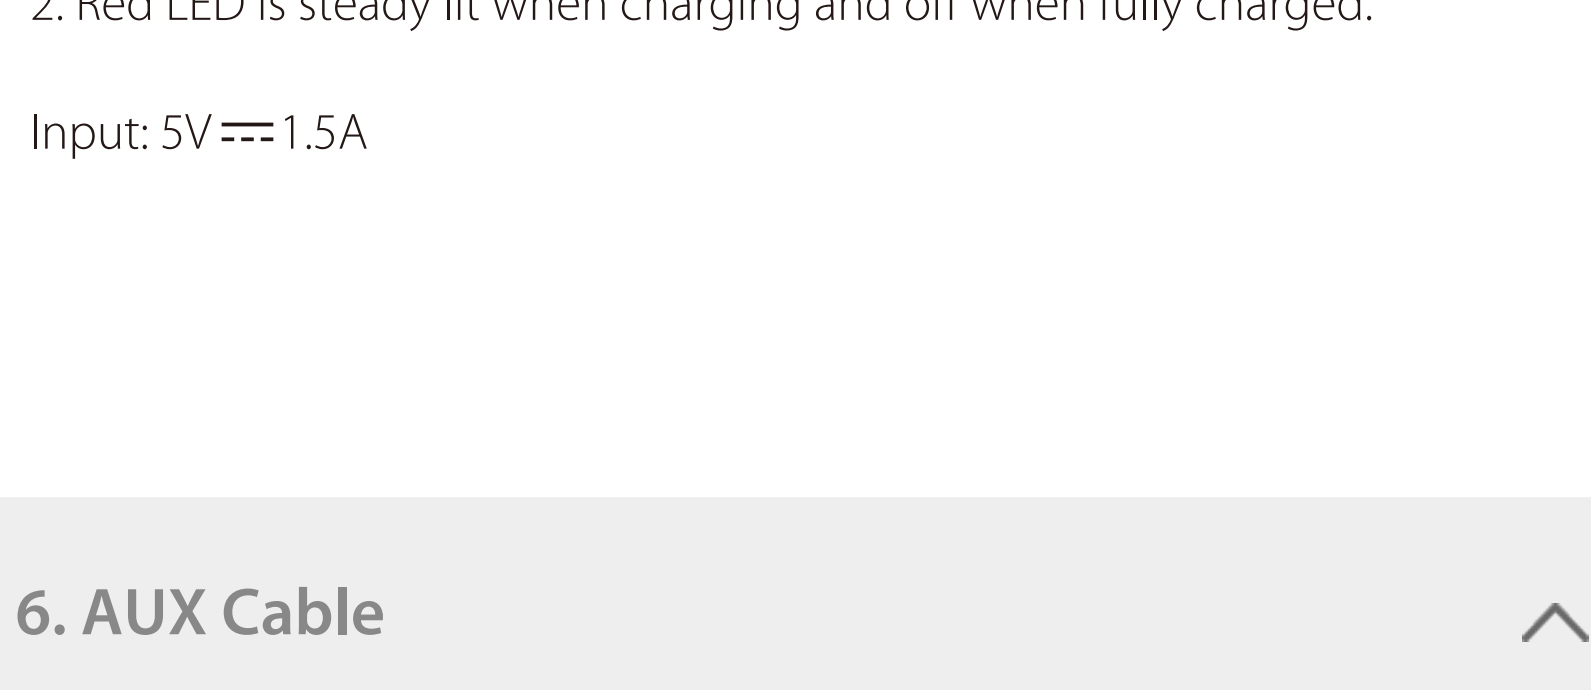 2. Red LED is steady lit when charging and off when fully charged.
Input: 5V⎓1.5A
6. AUX Cable